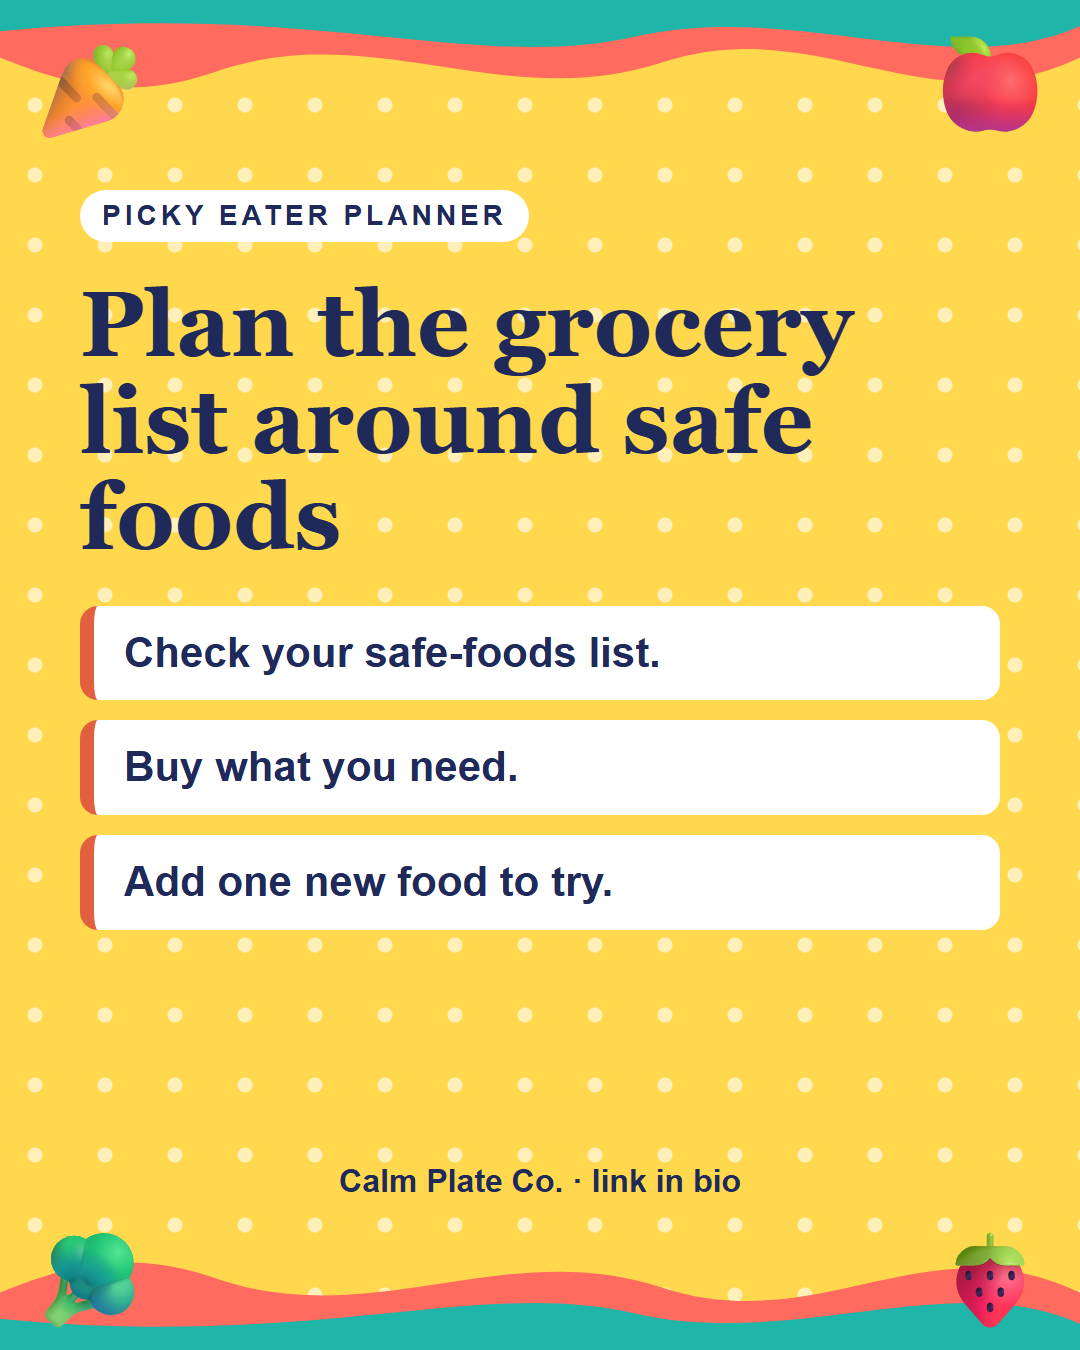 PICKY EATER PLANNER
Plan the grocery
list around safe
foods
Check your safe-foods list.
Buy what you need.
Add one new food to try.
Calm Plate Co. · link in bio